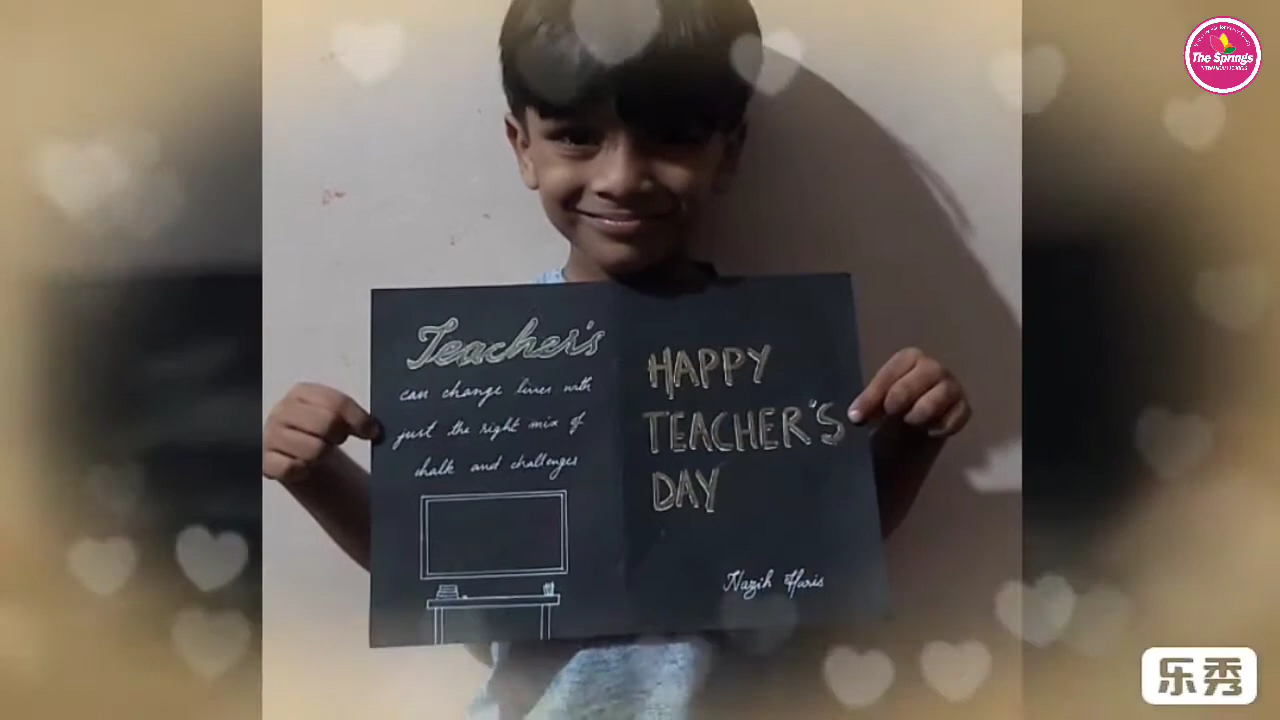 The Springs
Teacher's
can change lives with
just the right mix of
chalk and challenges
HAPPY
TEACHER'S
DAY
Nazih Haris
乐秀